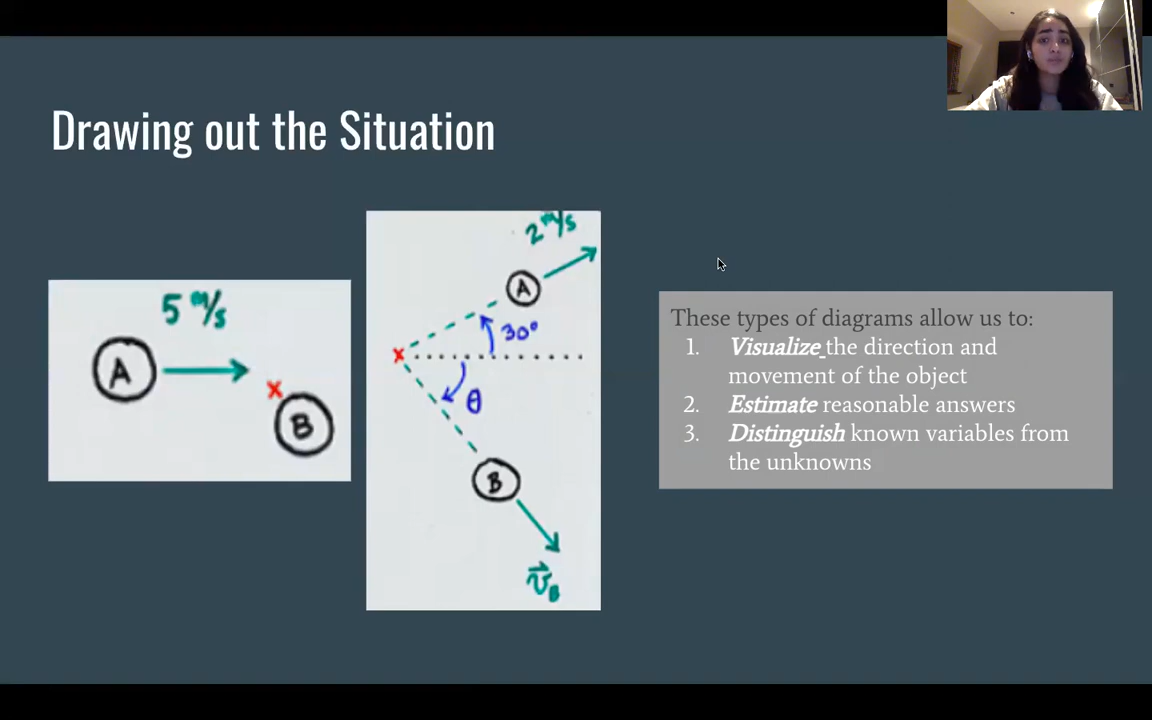 Drawing out the Situation
5 m/s
A
x
B
2 m/s
A
30°
x
θ
B
v⃗B
These types of diagrams allow us to:
1. Visualize the direction and
movement of the object
2. Estimate reasonable answers
3. Distinguish known variables from
the unknowns